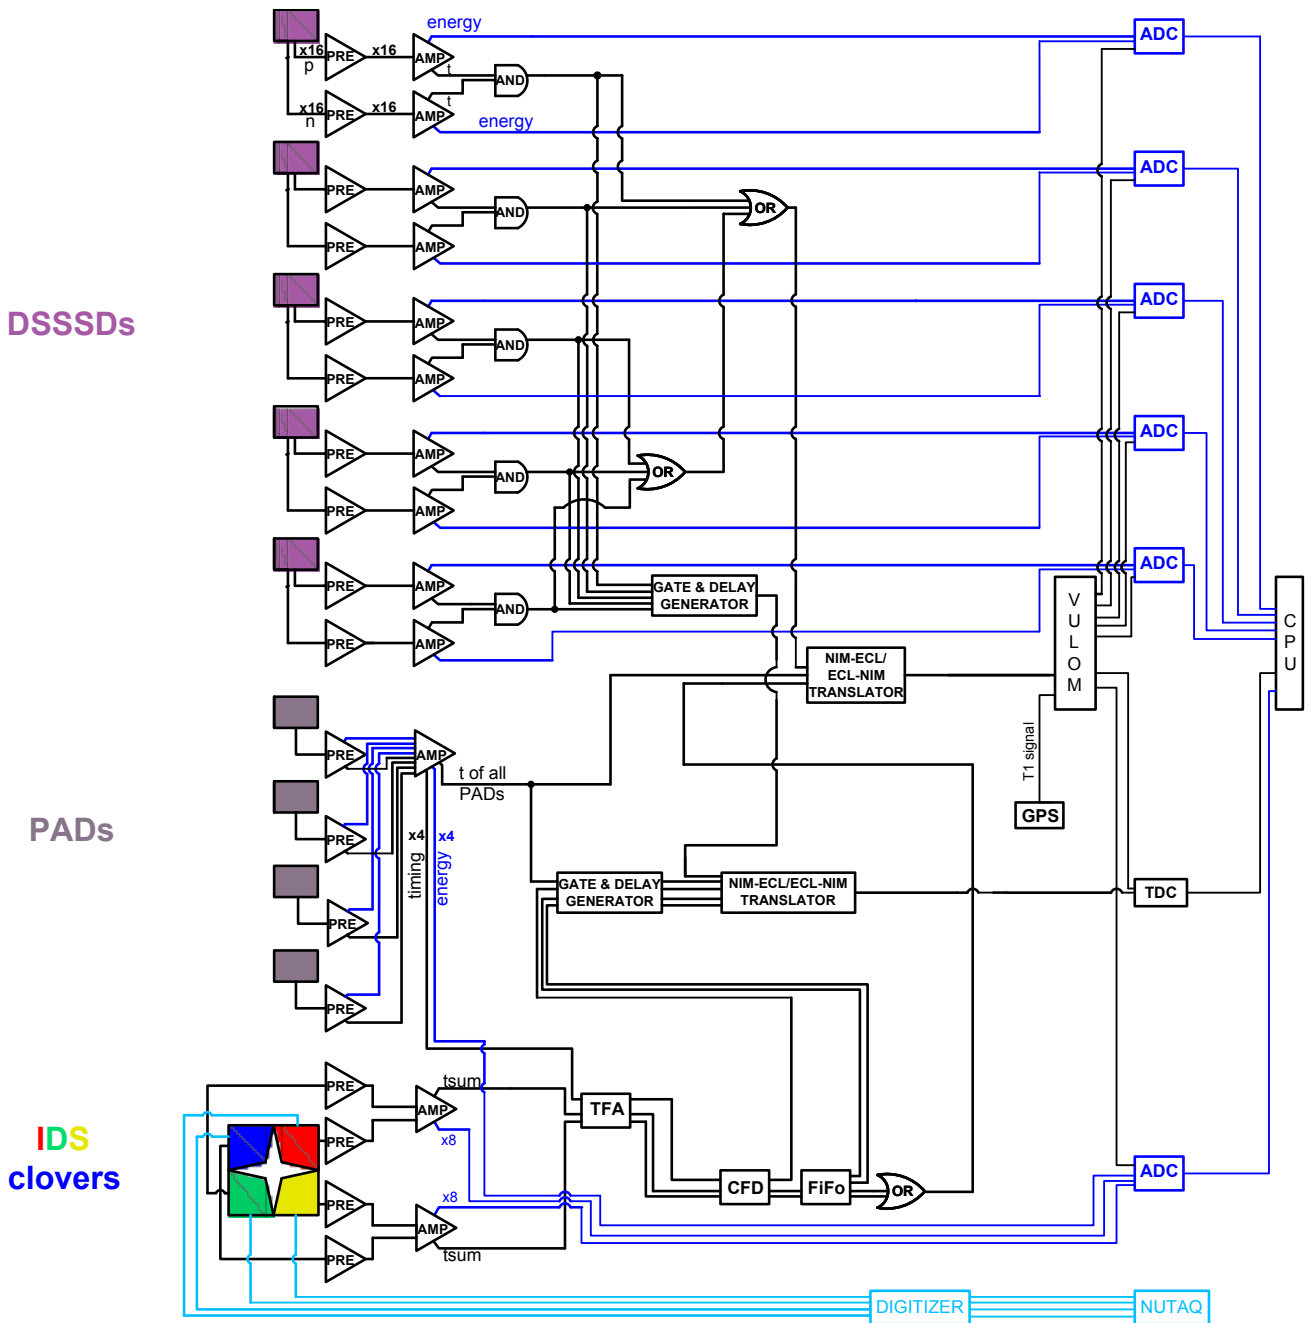 energy
ADC
x16
PRE
x16
AMP
p
t
AND
t
x16
PRE
x16
AMP
n
energy
PRE
AMP
ADC
AND
OR
PRE
AMP
DSSSDs
PRE
AMP
ADC
AND
PRE
AMP
PRE
AMP
ADC
AND
OR
PRE
AMP
PRE
AMP
ADC
AND
GATE & DELAY
GENERATOR
PRE
AMP
VULOM
CPU
NIM-ECL/
ECL-NIM
TRANSLATOR
T1 signal
GPS
PADs
PRE
AMP
t of all
PADs
PRE
x4
x4
timing
energy
PRE
PRE
GATE & DELAY
GENERATOR
NIM-ECL/ECL-NIM
TRANSLATOR
TDC
IDS
clovers
PRE
tsum
AMP
PRE
x8
TFA
CFD
FiFo
OR
ADC
PRE
x8
AMP
PRE
tsum
DIGITIZER
NUTAQ